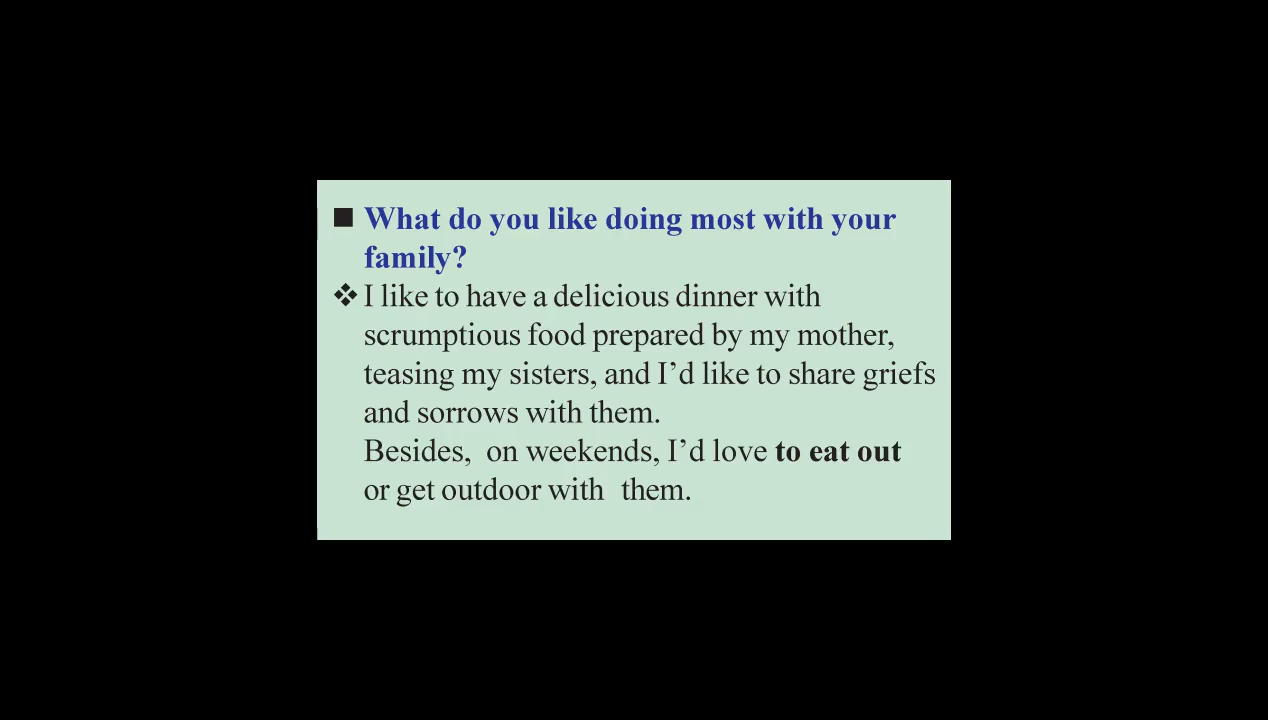 ■ What do you like doing most with your
family?
❖ I like to have a delicious dinner with
scrumptious food prepared by my mother,
teasing my sisters, and I’d like to share griefs
and sorrows with them.
Besides,  on weekends, I’d love to eat out
or get outdoor with  them.